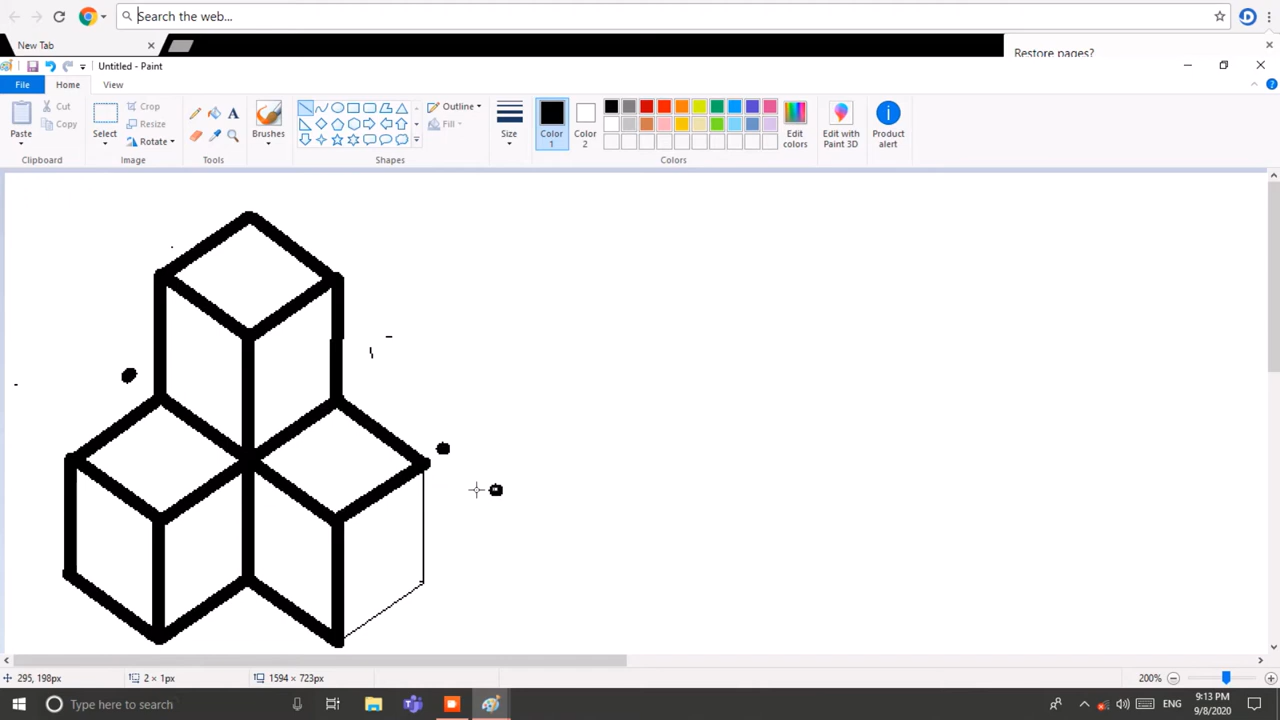 Search the web...
New Tab
Restore pages?
Untitled - Paint
File Home View
Paste
Cut
Copy
Clipboard
Select
Crop
Resize
Rotate
Image
Tools
Brushes
Outline
Fill
Shapes
Size
Color 1
Color 2
Edit colors
Colors
Edit with Paint 3D
Product alert
295, 198px
2 × 1px
1594 × 723px
200%
Type here to search
ENG
9:13 PM
9/8/2020